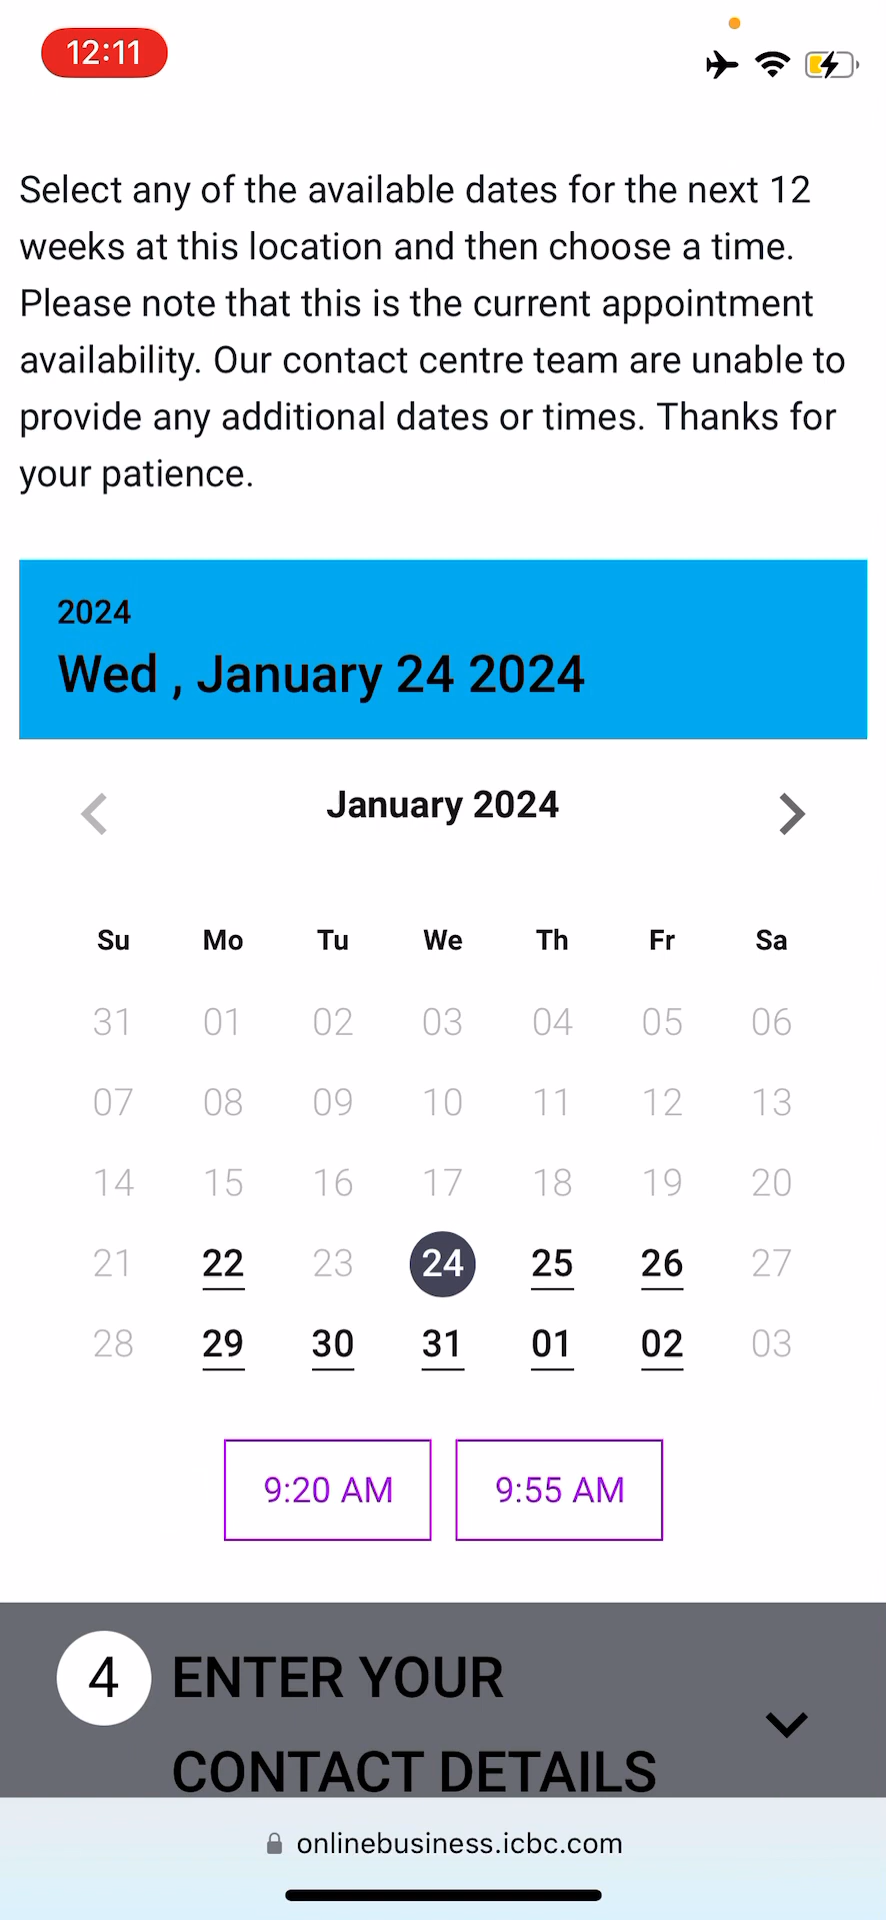 12:11
Select any of the available dates for the next 12
weeks at this location and then choose a time.
Please note that this is the current appointment
availability. Our contact centre team are unable to
provide any additional dates or times. Thanks for
your patience.
2024
Wed , January 24 2024
January 2024
Su Mo Tu We Th Fr Sa
31 01 02 03 04 05 06
07 08 09 10 11 12 13
14 15 16 17 18 19 20
21 22 23 24 25 26 27
28 29 30 31 01 02 03
9:20 AM 9:55 AM
4 ENTER YOUR
CONTACT DETAILS
onlinebusiness.icbc.com